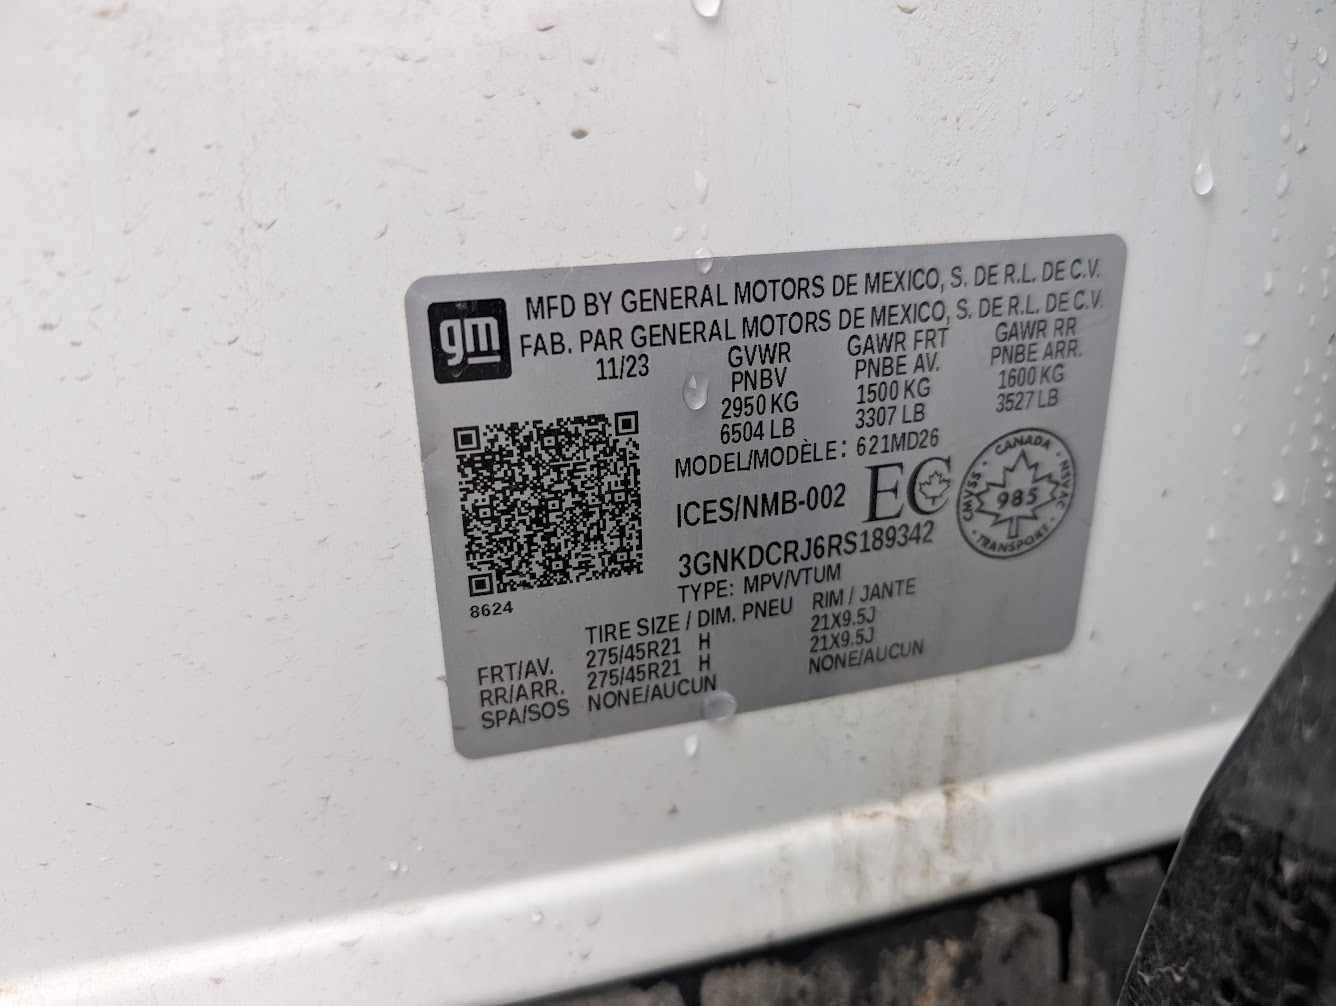 gm
MFD BY GENERAL MOTORS DE MEXICO, S. DE R.L. DE C.V.
FAB. PAR GENERAL MOTORS DE MEXICO, S. DE R.L. DE C.V.
11/23 GVWR GAWR FRT GAWR RR
PNBV PNBE AV. PNBE ARR.
2950 KG 1500 KG 1600 KG
6504 LB 3307 LB 3527 LB
MODEL/MODÈLE: 621MD26
ICES/NMB-002 EC
CANADA
CMVSS 985 NSVAC
TRANSPORT
3GNKDCRJ6RS189342
TYPE: MPV/VTUM
8624
TIRE SIZE / DIM. PNEU RIM / JANTE
FRT/AV. 275/45R21 H 21X9.5J
RR/ARR. 275/45R21 H 21X9.5J
SPA/SOS NONE/AUCUN NONE/AUCUN